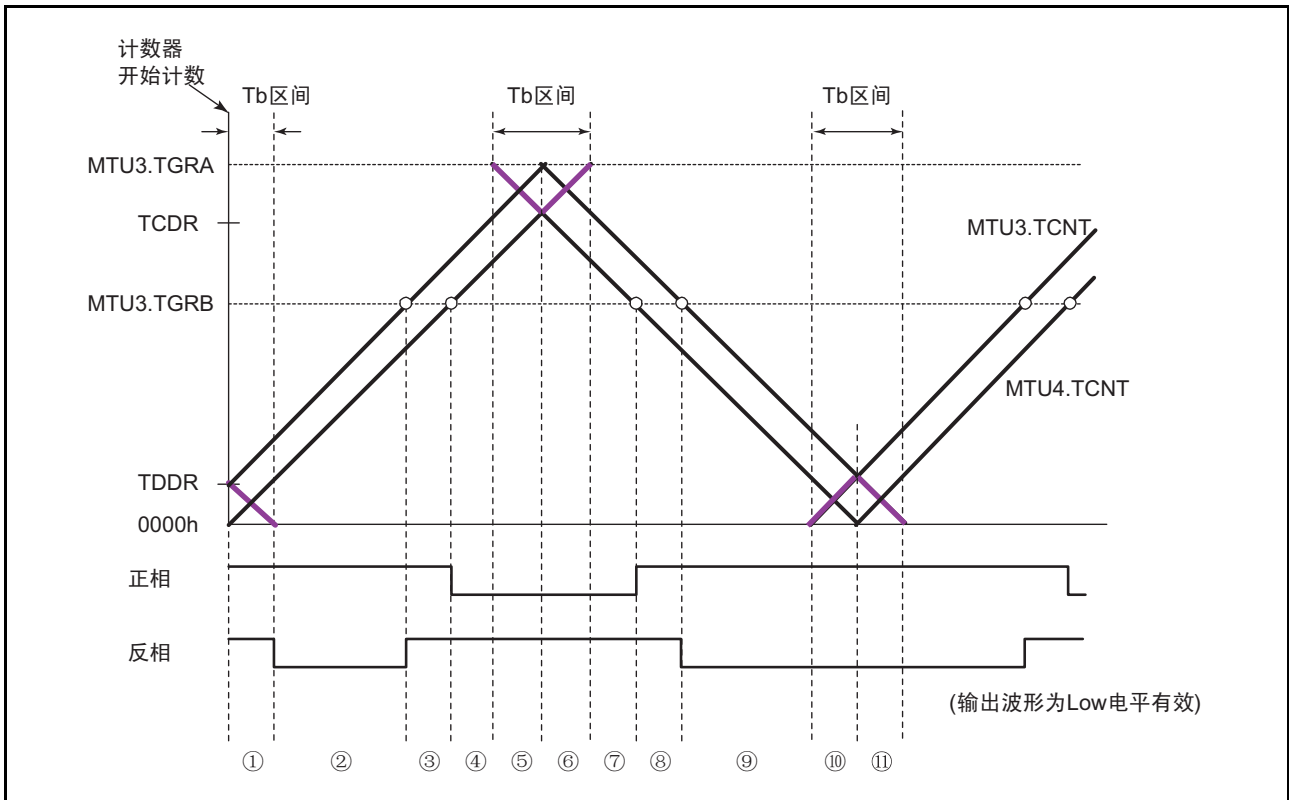 计数器
开始计数
Tb区间
Tb区间
Tb区间
MTU3.TGRA
TCDR
MTU3.TCNT
MTU3.TGRB
MTU4.TCNT
TDDR
0000h
正相
反相
(输出波形为Low电平有效)
① ② ③ ④ ⑤ ⑥ ⑦ ⑧ ⑨ ⑩ ⑪